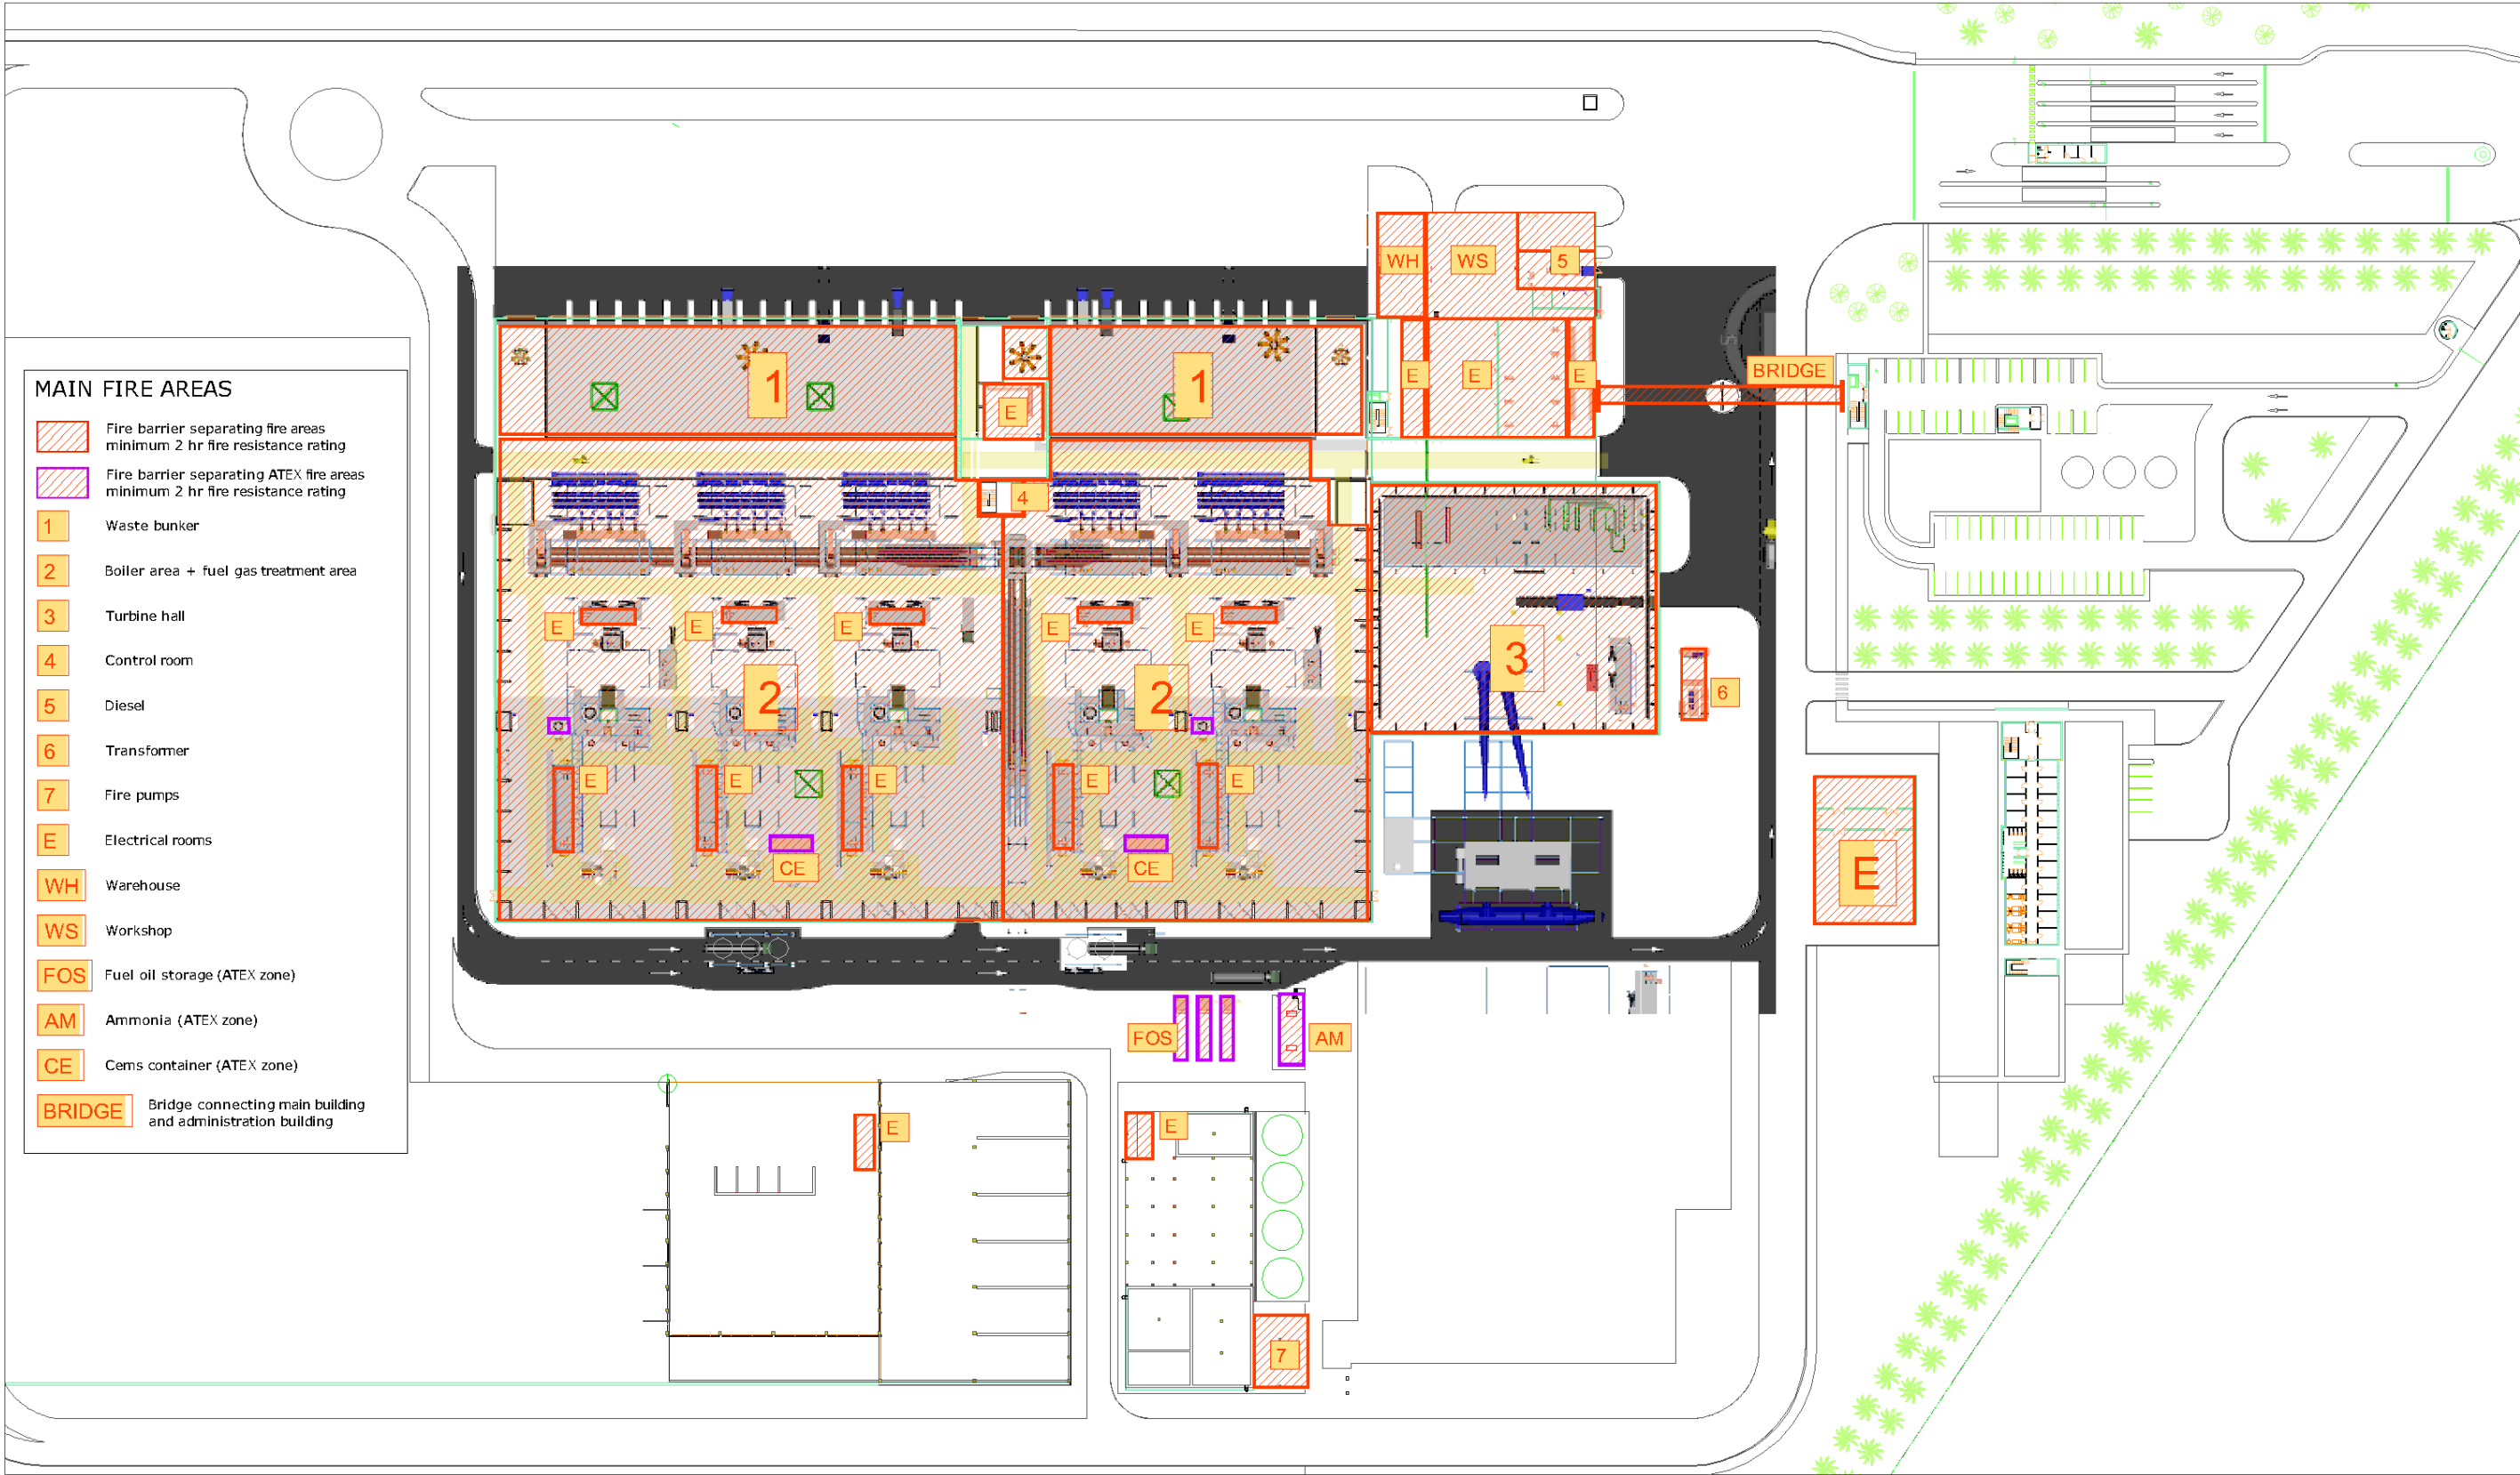 MAIN FIRE AREAS
Fire barrier separating fire areas
minimum 2 hr fire resistance rating
Fire barrier separating ATEX fire areas
minimum 2 hr fire resistance rating
1 Waste bunker
2 Boiler area + fuel gas treatment area
3 Turbine hall
4 Control room
5 Diesel
6 Transformer
7 Fire pumps
E Electrical rooms
WH Warehouse
WS Workshop
FOS Fuel oil storage (ATEX zone)
AM Ammonia (ATEX zone)
CE Cems container (ATEX zone)
BRIDGE Bridge connecting main building
and administration building
WH WS 5
1 1 E E E E BRIDGE
4
E E E E E
2 2 3 6
E E E E E
CE CE E
FOS AM
E E
7